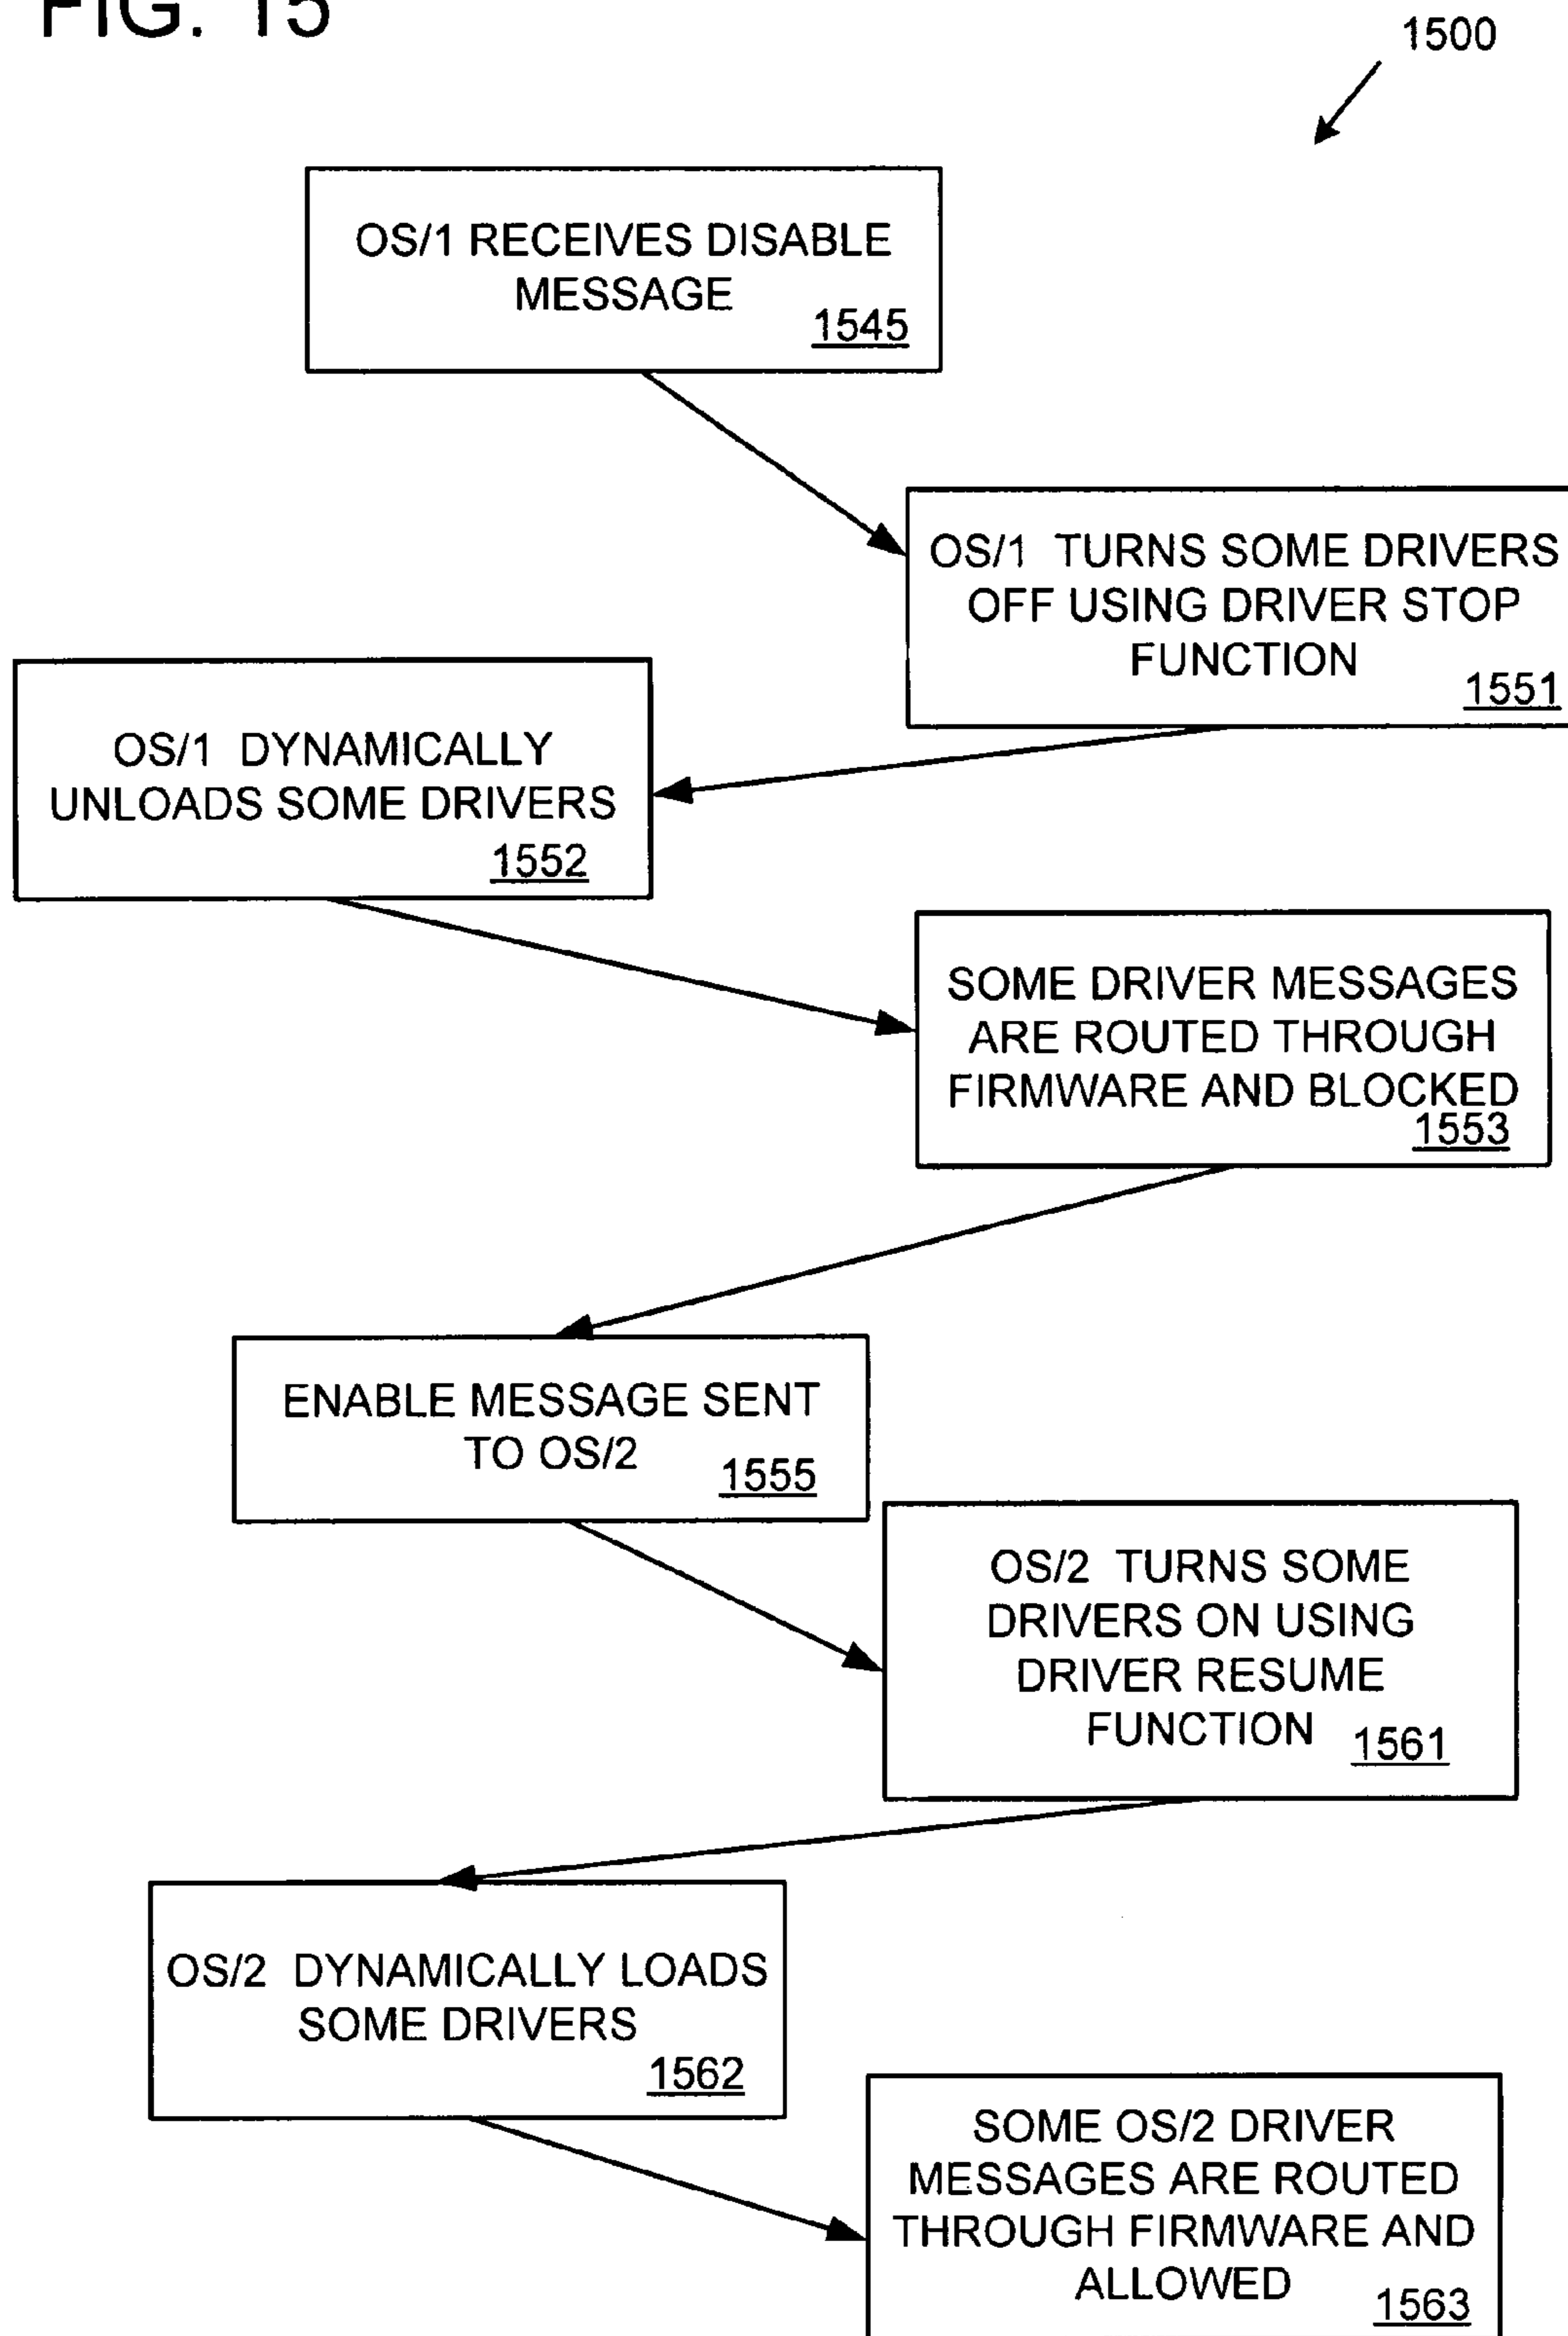 FIG. 15
1500
OS/1 RECEIVES DISABLE
MESSAGE
1545
OS/1 TURNS SOME DRIVERS
OFF USING DRIVER STOP
FUNCTION
1551
OS/1 DYNAMICALLY
UNLOADS SOME DRIVERS
1552
SOME DRIVER MESSAGES
ARE ROUTED THROUGH
FIRMWARE AND BLOCKED
1553
ENABLE MESSAGE SENT
TO OS/2
1555
OS/2 TURNS SOME
DRIVERS ON USING
DRIVER RESUME
FUNCTION
1561
OS/2 DYNAMICALLY LOADS
SOME DRIVERS
1562
SOME OS/2 DRIVER
MESSAGES ARE ROUTED
THROUGH FIRMWARE AND
ALLOWED
1563